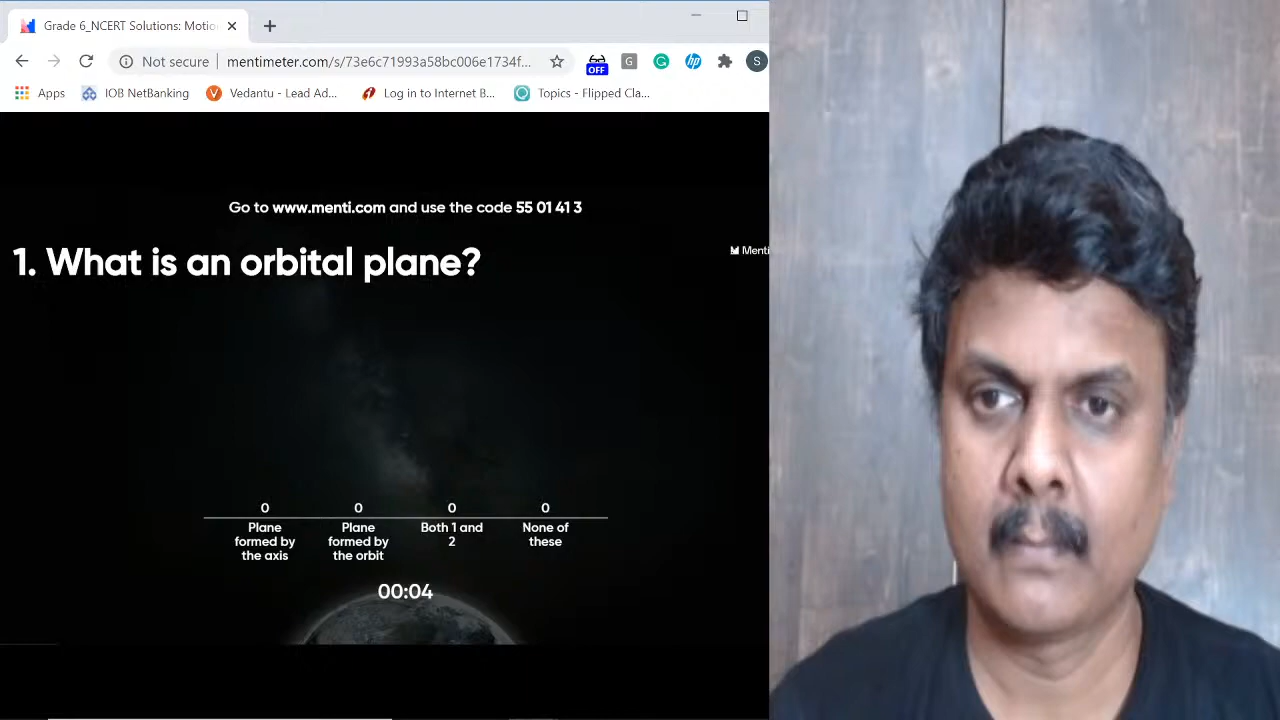 Grade 6_NCERT Solutions: Motio
Not secure
mentimeter.com/s/73e6c71993a58bc006e1734f...
OFF
G
G
hp
S
Apps
IOB NetBanking
Vedantu - Lead Ad...
Log in to Internet B...
Topics - Flipped Cla...
Go to www.menti.com and use the code 55 01 41 3
Menti
1. What is an orbital plane?
0
0
0
0
Plane
formed by
the axis
Plane
formed by
the orbit
Both 1 and
2
None of
these
00:04